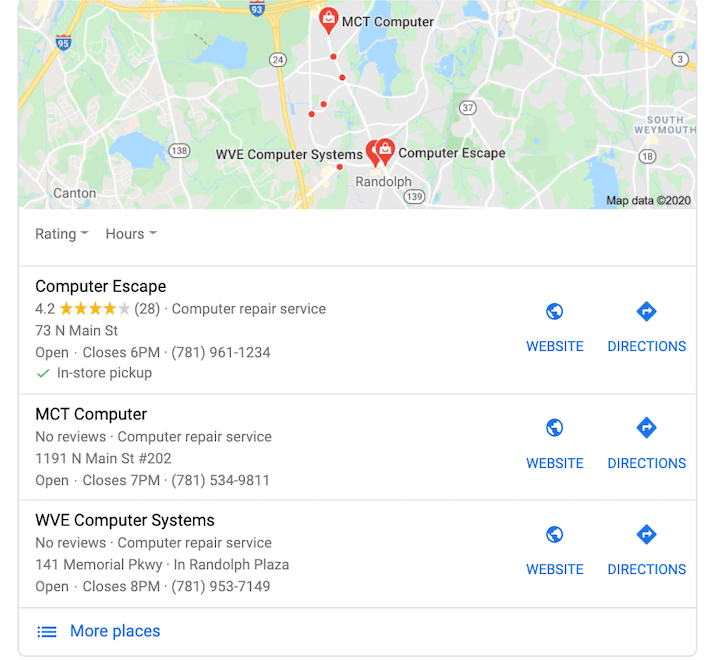 93
MCT Computer
95
24
3
37
SOUTH
WEYMOUTH
138
WVE Computer Systems
Computer Escape
18
Randolph
Canton
139
Map data ©2020
Rating
Hours
Computer Escape
4.2 (28) · Computer repair service
73 N Main St
Open · Closes 6PM · (781) 961-1234
In-store pickup
WEBSITE
DIRECTIONS
MCT Computer
No reviews · Computer repair service
1191 N Main St #202
Open · Closes 7PM · (781) 534-9811
WEBSITE
DIRECTIONS
WVE Computer Systems
No reviews · Computer repair service
141 Memorial Pkwy · In Randolph Plaza
Open · Closes 8PM · (781) 953-7149
WEBSITE
DIRECTIONS
More places